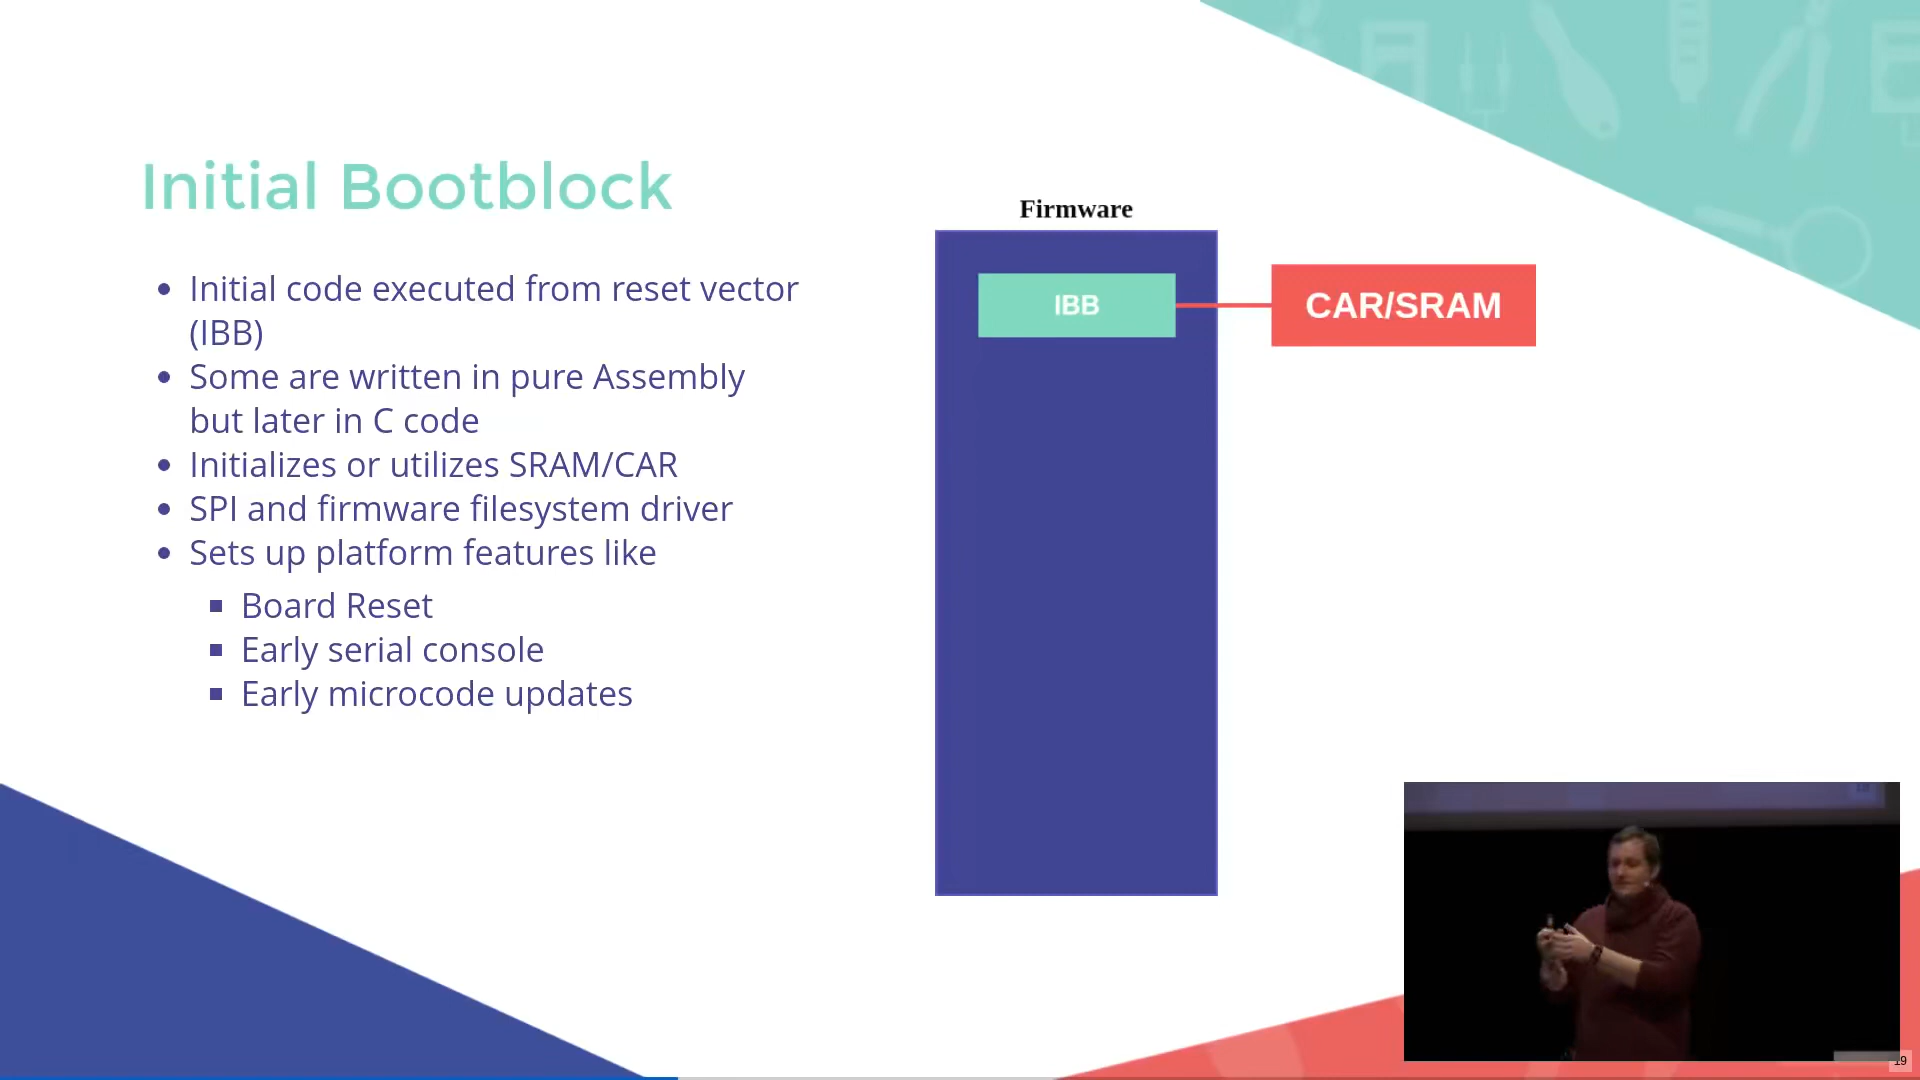 Initial Bootblock
Initial code executed from reset vector
(IBB)
Some are written in pure Assembly
but later in C code
Initializes or utilizes SRAM/CAR
SPI and firmware filesystem driver
Sets up platform features like
Board Reset
Early serial console
Early microcode updates
Firmware
IBB
CAR/SRAM
19